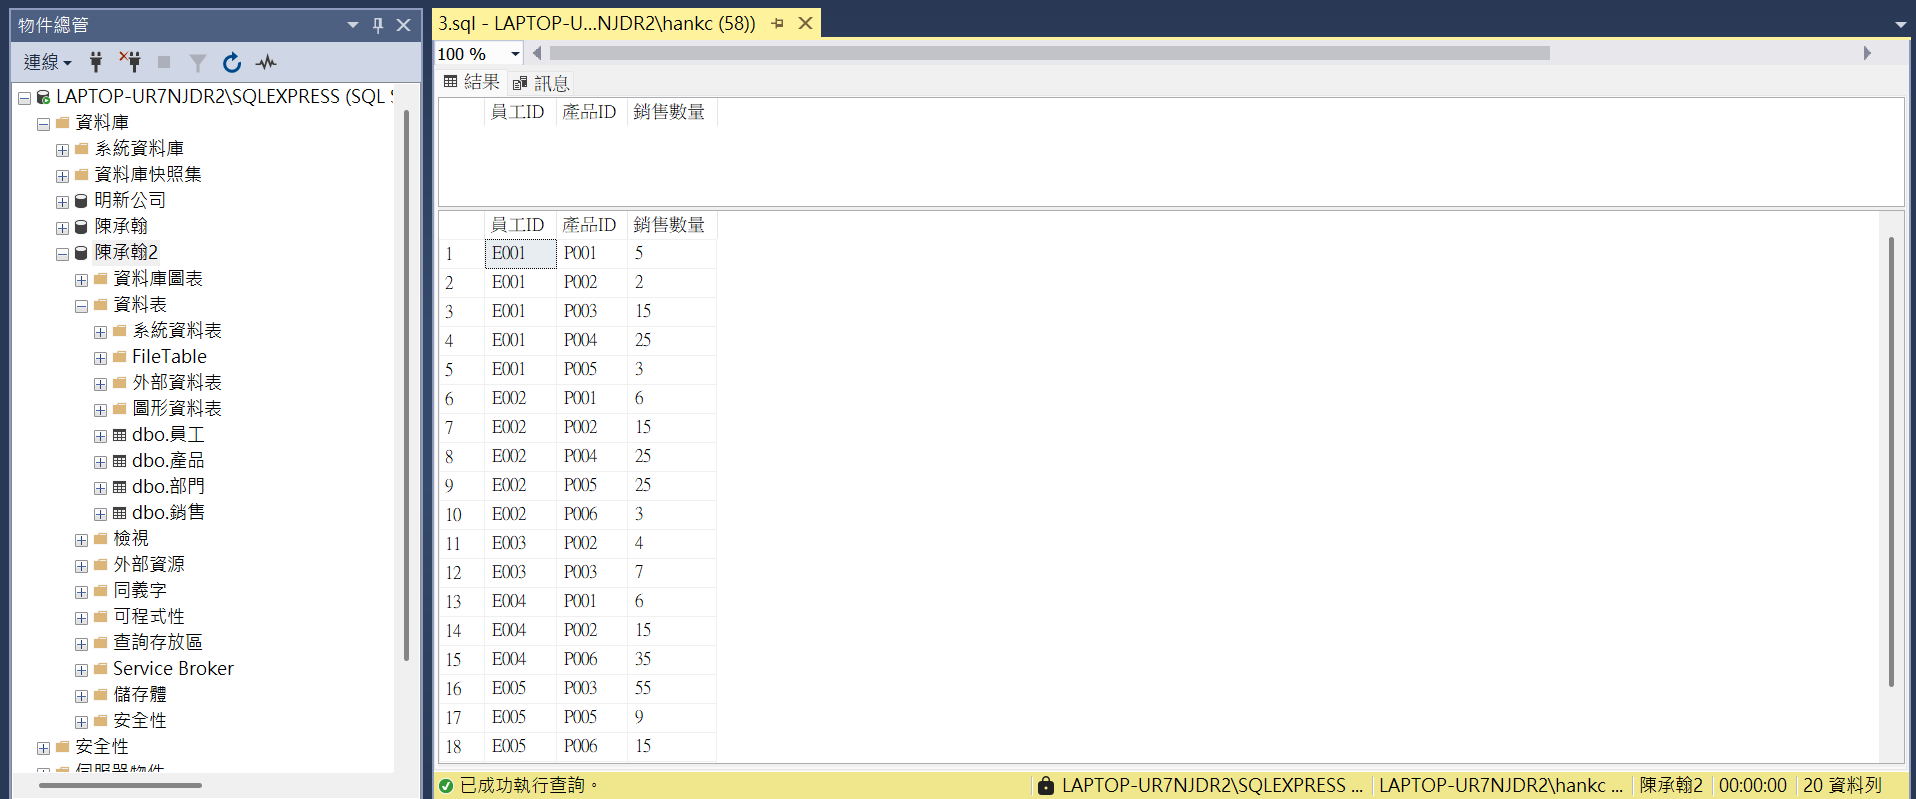 物件總管
連線
LAPTOP-UR7NJDR2\SQLEXPRESS (SQL S
資料庫
系統資料庫
資料庫快照集
明新公司
陳承翰
陳承翰2
資料庫圖表
資料表
系統資料表
FileTable
外部資料表
圖形資料表
dbo.員工
dbo.產品
dbo.部門
dbo.銷售
檢視
外部資源
同義字
可程式性
查詢存放區
Service Broker
儲存體
安全性
安全性
伺服器物件
3.sql - LAPTOP-U...NJDR2\hankc (58))
100 %
結果 訊息
員工ID 產品ID 銷售數量
員工ID 產品ID 銷售數量
1 E001 P001 5
2 E001 P002 2
3 E001 P003 15
4 E001 P004 25
5 E001 P005 3
6 E002 P001 6
7 E002 P002 15
8 E002 P004 25
9 E002 P005 25
10 E002 P006 3
11 E003 P002 4
12 E003 P003 7
13 E004 P001 6
14 E004 P002 15
15 E004 P006 35
16 E005 P003 55
17 E005 P005 9
18 E005 P006 15
已成功執行查詢。 LAPTOP-UR7NJDR2\SQLEXPRESS ... LAPTOP-UR7NJDR2\hankc ... 陳承翰2 00:00:00 20 資料列